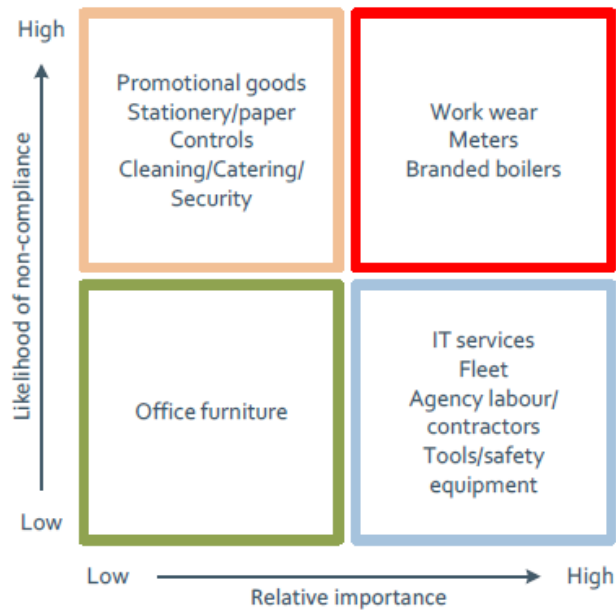 High
Likelihood of non-compliance
Low
Promotional goods
Stationery/paper
Controls
Cleaning/Catering/
Security
Work wear
Meters
Branded boilers
Office furniture
IT services
Fleet
Agency labour/
contractors
Tools/safety
equipment
Low
Relative importance
High